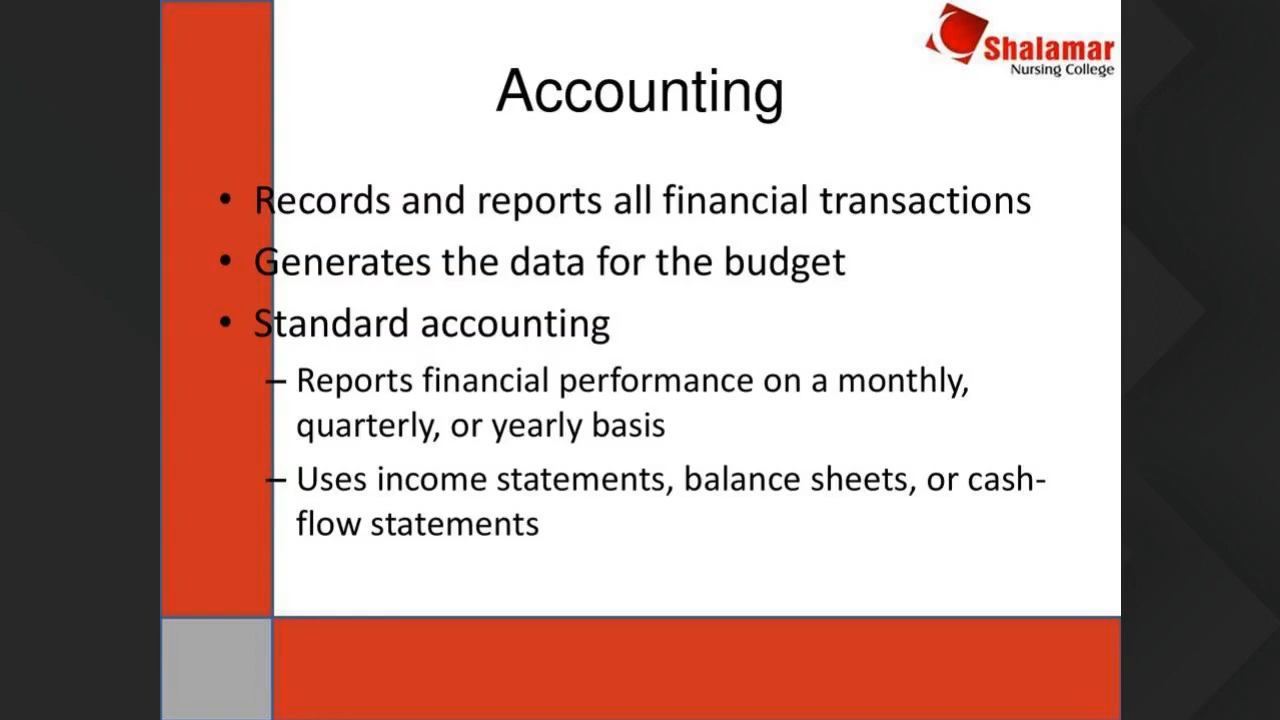 Shalamar
Nursing College
Accounting
• Records and reports all financial transactions
• Generates the data for the budget
• Standard accounting
– Reports financial performance on a monthly,
quarterly, or yearly basis
– Uses income statements, balance sheets, or cash-
flow statements